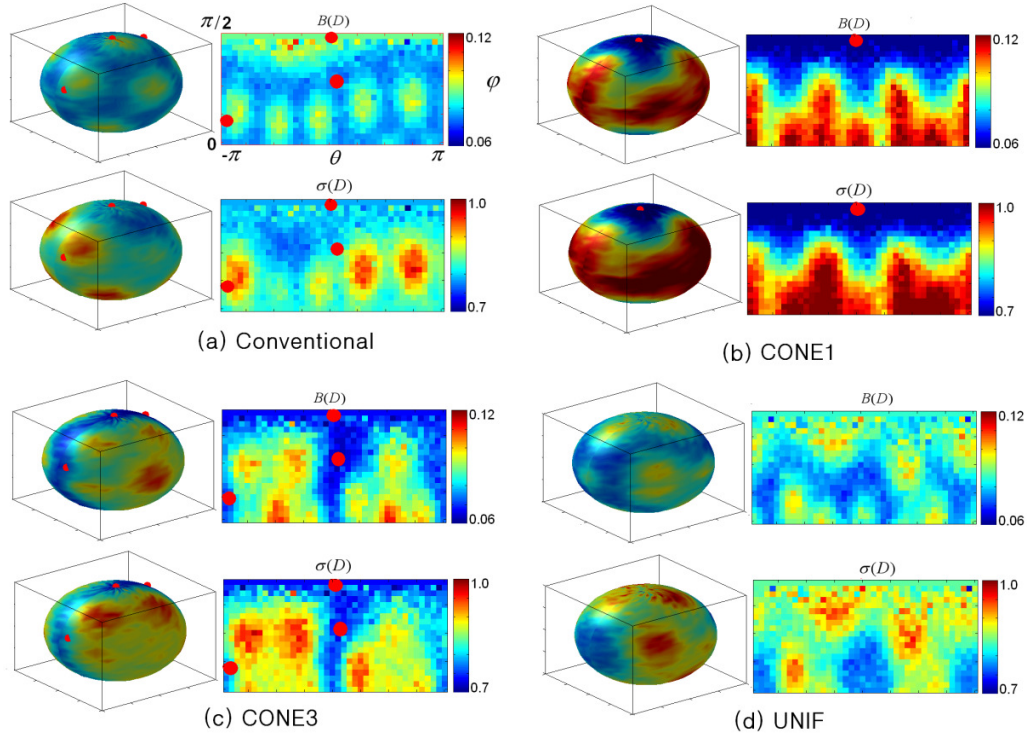 π/2
B(D)
0.12
φ
0.06
0
-π
θ
π
σ(D)
1.0
0.7
(a) Conventional
B(D)
0.12
0.06
σ(D)
1.0
0.7
(b) CONE1
B(D)
0.12
0.06
σ(D)
1.0
0.7
(c) CONE3
B(D)
0.12
0.06
σ(D)
1.0
0.7
(d) UNIF